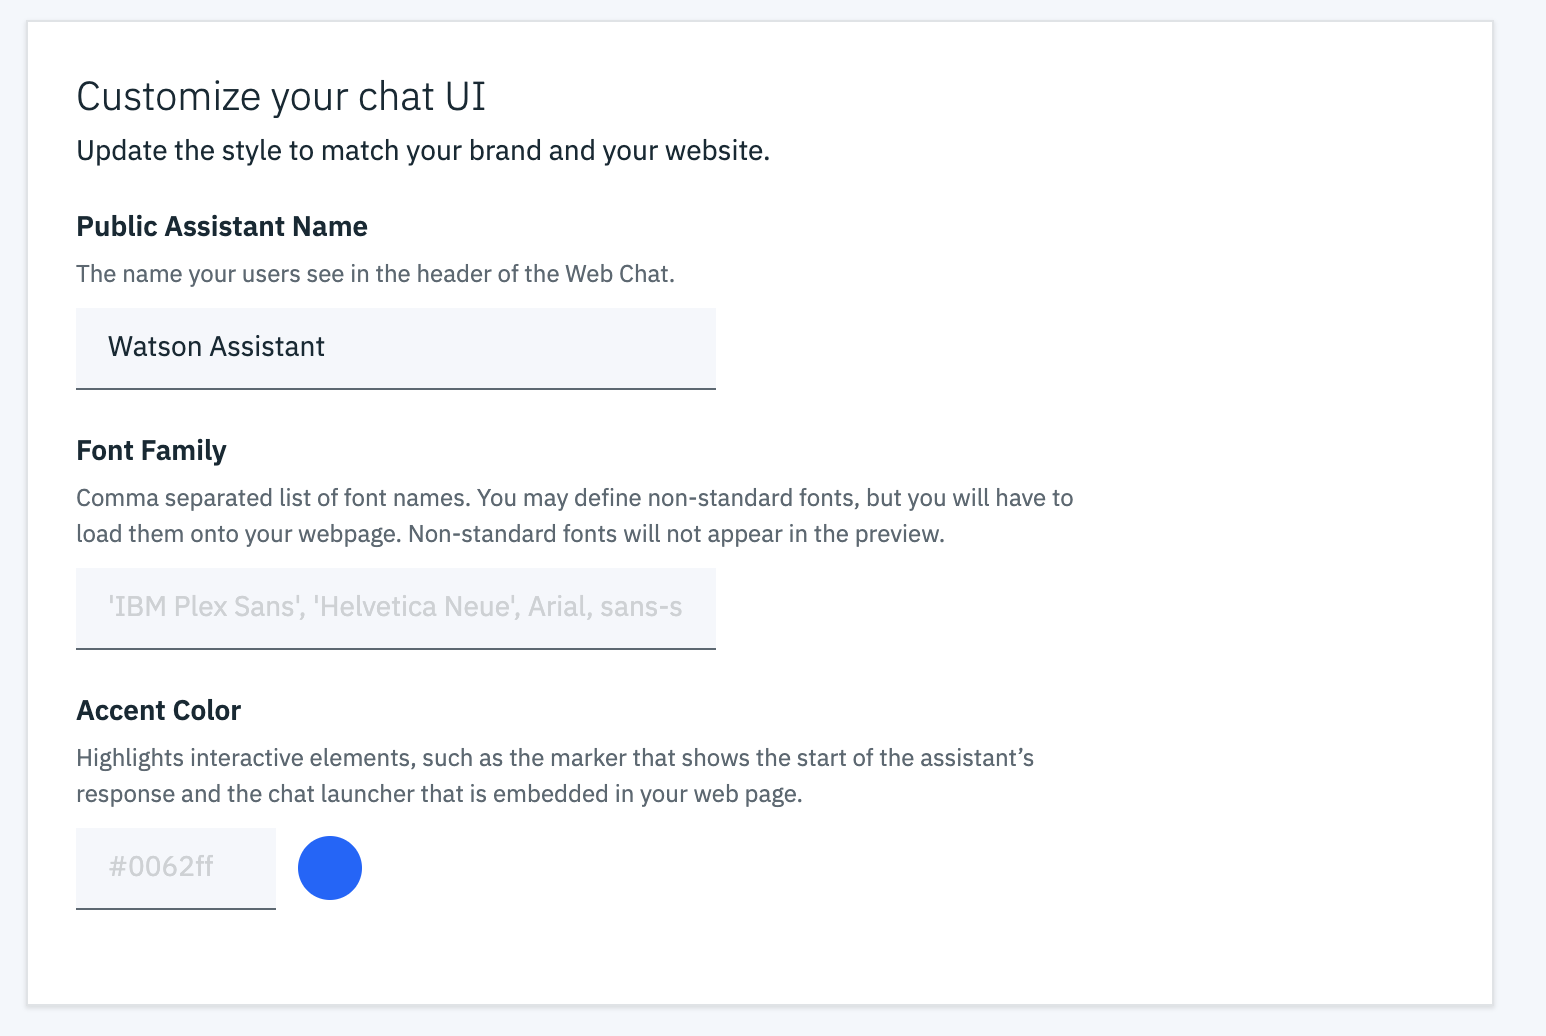 Customize your chat UI
Update the style to match your brand and your website.
Public Assistant Name
The name your users see in the header of the Web Chat.
Watson Assistant
Font Family
Comma separated list of font names. You may define non-standard fonts, but you will have to
load them onto your webpage. Non-standard fonts will not appear in the preview.
'IBM Plex Sans', 'Helvetica Neue', Arial, sans-s
Accent Color
Highlights interactive elements, such as the marker that shows the start of the assistant’s
response and the chat launcher that is embedded in your web page.
#0062ff